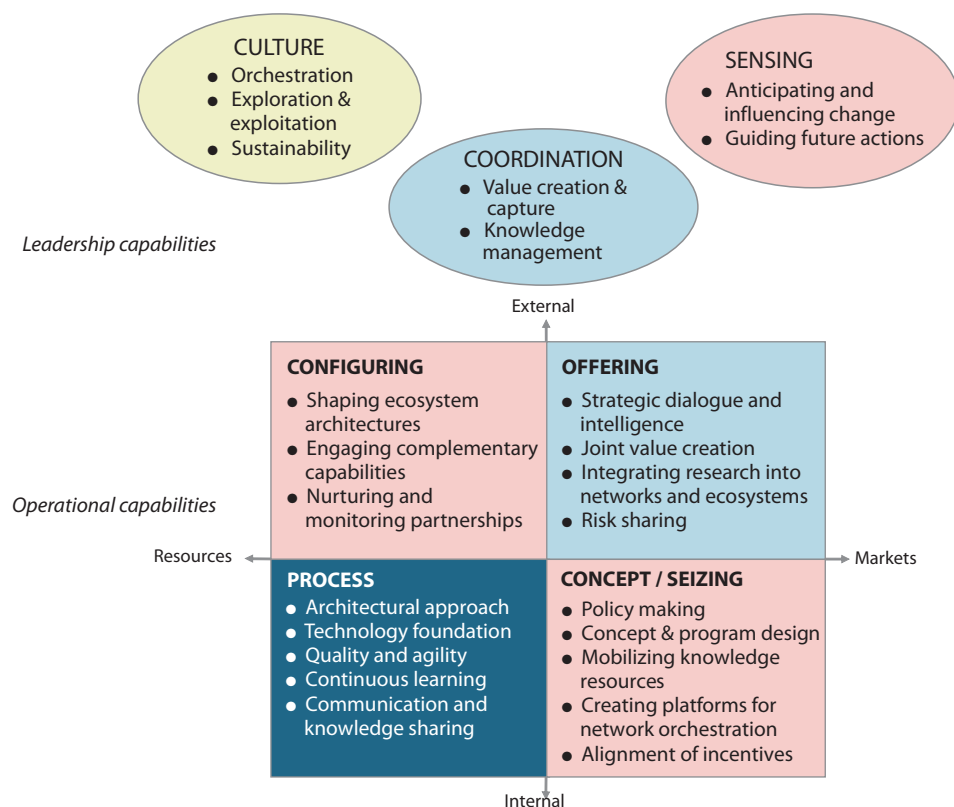 CULTURE
● Orchestration
● Exploration &
exploitation
● Sustainability
SENSING
● Anticipating and
influencing change
● Guiding future actions
COORDINATION
● Value creation &
capture
● Knowledge
management
Leadership capabilities
External
CONFIGURING
● Shaping ecosystem
architectures
● Engaging complementary
capabilities
● Nurturing and
monitoring partnerships
OFFERING
● Strategic dialogue and
intelligence
● Joint value creation
● Integrating research into
networks and ecosystems
● Risk sharing
Operational capabilities
Resources
Markets
PROCESS
● Architectural approach
● Technology foundation
● Quality and agility
● Continuous learning
● Communication and
knowledge sharing
CONCEPT / SEIZING
● Policy making
● Concept & program design
● Mobilizing knowledge
resources
● Creating platforms for
network orchestration
● Alignment of incentives
Internal